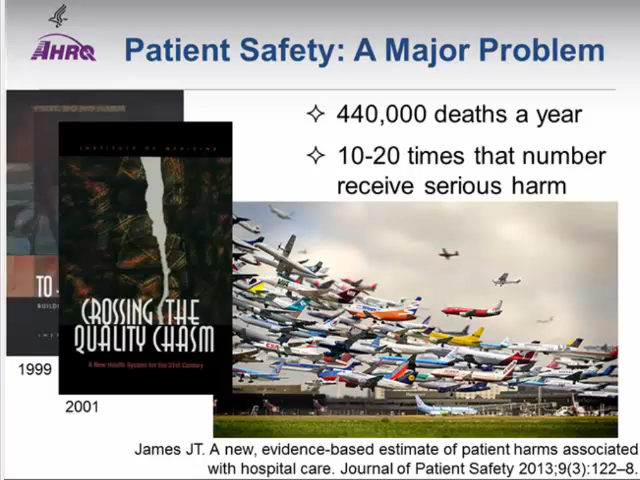 AHRQ
Patient Safety: A Major Problem
✧ 440,000 deaths a year
✧ 10-20 times that number
receive serious harm
INSTITUTE OF MEDICINE
CROSSING THE
QUALITY CHASM
A New Health System for the 21st Century
TO
1999
2001
James JT. A new, evidence-based estimate of patient harms associated
with hospital care. Journal of Patient Safety 2013;9(3):122–8.